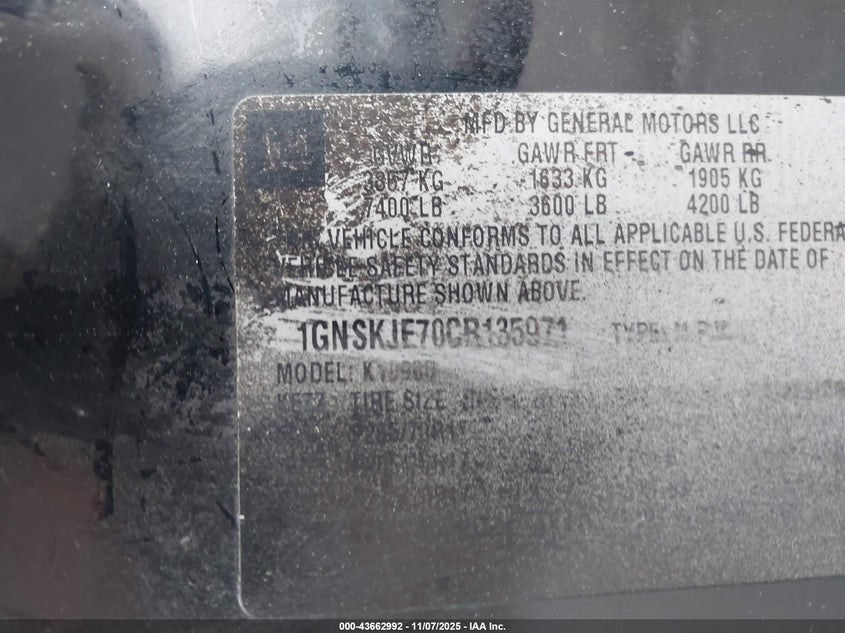 GM
MFD BY GENERAL MOTORS LLC
GVWR GAWR FRT GAWR RR
3357 KG 1633 KG 1905 KG
7400 LB 3600 LB 4200 LB
VEHICLE CONFORMS TO ALL APPLICABLE U.S. FEDERA
VEHICLE SAFETY STANDARDS IN EFFECT ON THE DATE OF
MANUFACTURE SHOWN ABOVE.
1GNSKJE70CR135971
MODEL:
TIRE SIZE
000-43662992 - 11/07/2025 - IAA Inc.